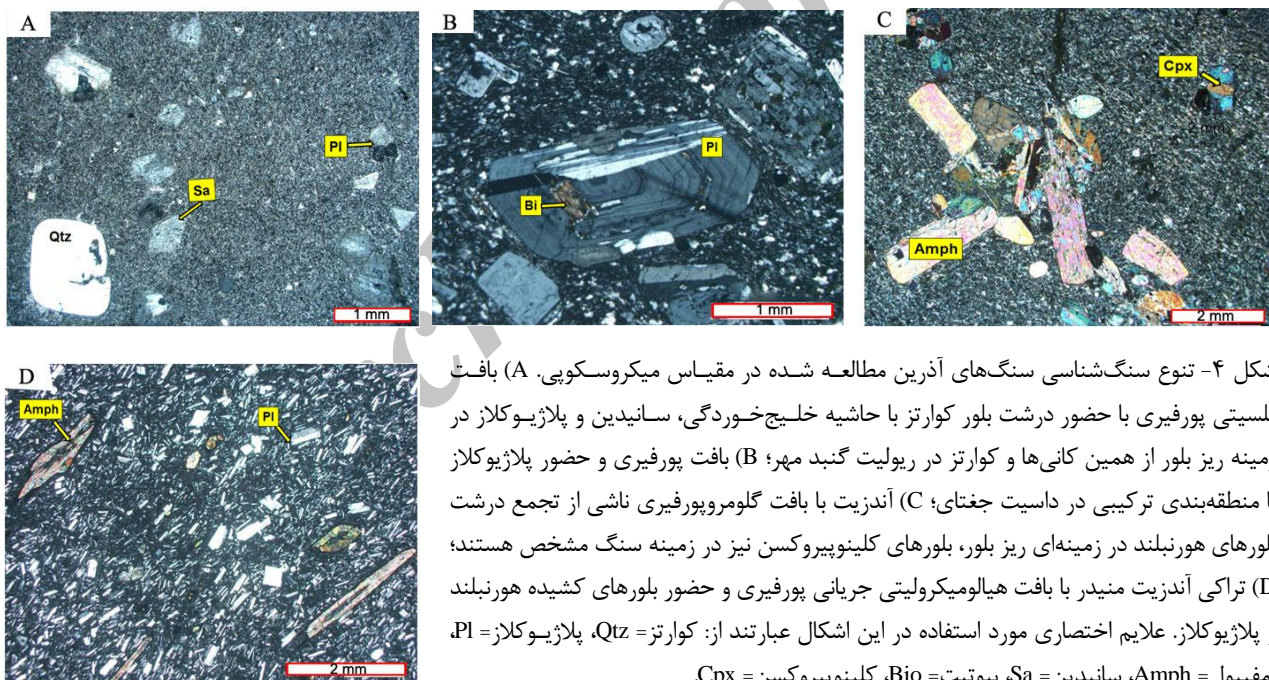 A
Pl
Sa
Qtz
1 mm
B
Pl
Bi
1 mm
C
Cpx
Amph
2 mm
D
Amph
Pl
2 mm
شکل ۴- تنوع سنگ‌شناسی سنگ‌های آذرین مطالعه شده در مقیاس میکروسکوپی. A) بافت
فلسیتی پورفیری با حضور درشت بلور کوارتز با حاشیه خلیج‌خوردگی، سانیدین و پلاژیوکلاز در
زمینه ریز بلور از همین کانی‌ها و کوارتز در ریولیت گنبد مهر؛ B) بافت پورفیری و حضور پلاژیوکلاز
با منطقه‌بندی ترکیبی در داسیت جغتای؛ C) آندزیت با بافت گلومروپورفیری ناشی از تجمع درشت
بلورهای هورنبلند در زمینه‌ای ریز بلور، بلورهای کلینوپیروکسن نیز در زمینه سنگ مشخص هستند؛
D) تراکی آندزیت منیدر با بافت هیالومیکرولیتی جریانی پورفیری و حضور بلورهای کشیده هورنبلند
و پلاژیوکلاز. علایم اختصاری مورد استفاده در این اشکال عبارتند از: کوارتز= Qtz، پلاژیوکلاز= Pl،
آمفیبول = Amph، سانیدین= Sa، بیوتیت= Bio، کلینوپیروکسن= Cpx.